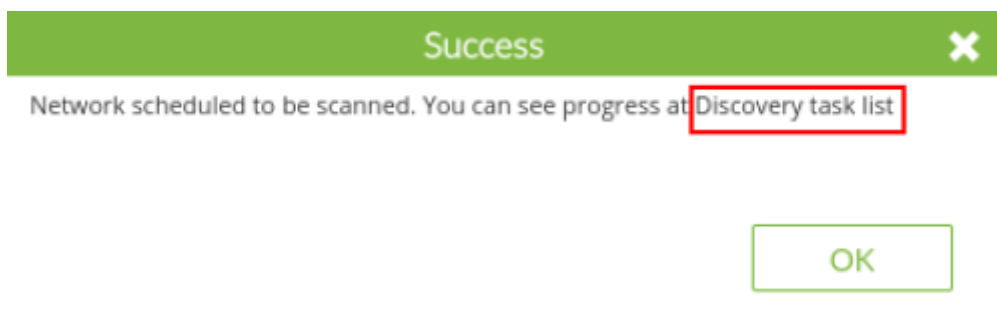 Success
Network scheduled to be scanned. You can see progress at Discovery task list
OK